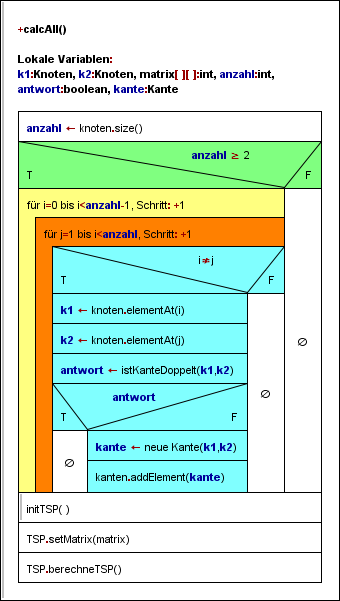 +calcAll()
Lokale Variablen:
k1:Knoten, k2:Knoten, matrix[ ][ ]:int, anzahl:int,
antwort:boolean, kante:Kante
anzahl ← knoten.size()
anzahl ≥ 2
T F
für i=0 bis i<anzahl-1, Schritt: +1
für j=1 bis i<anzahl, Schritt: +1
i≠j
T F
k1 ← knoten.elementAt(i)
k2 ← knoten.elementAt(j)
∅
antwort ← istKanteDoppelt(k1,k2)
∅
antwort
T F
kante ← neue Kante(k1,k2)
∅
kanten.addElement(kante)
initTSP( )
TSP.setMatrix(matrix)
TSP.berechneTSP()